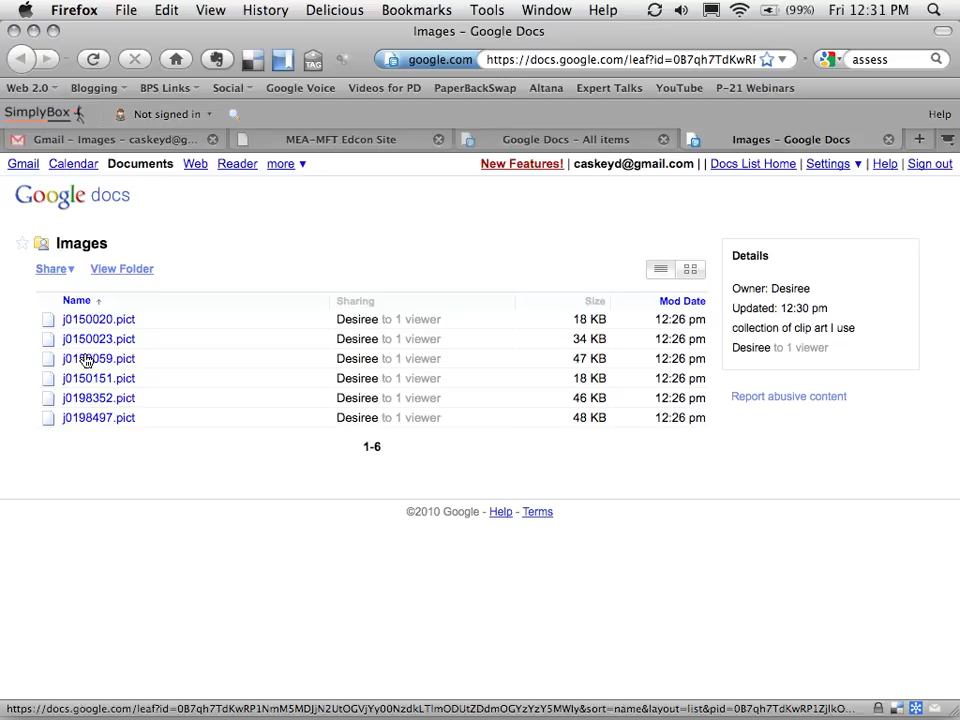 Firefox File Edit View History Delicious Bookmarks Tools Window Help (99%) Fri 12:31 PM
Images - Google Docs
TAG google.com https://docs.google.com/leaf?id=0B7qh7TdKwRF assess
Web 2.0 Blogging BPS Links Social Google Voice Videos for PD PaperBackSwap Altana Expert Talks YouTube P-21 Webinars
SimplyBox Not signed in Help
Gmail - Images - caskeyd@g... MEA-MFT Edcon Site Google Docs - All items Images - Google Docs
Gmail Calendar Documents Web Reader more ▼ New Features! | caskeyd@gmail.com | | Docs List Home | Settings ▼ | Help | Sign out
Google docs
Images
Share▾ View Folder
Details
Owner: Desiree
Updated: 12:30 pm
collection of clip art I use
Desiree to 1 viewer
Report abusive content
Name ↑ Sharing Size Mod Date
j0150020.pict Desiree to 1 viewer 18 KB 12:26 pm
j0150023.pict Desiree to 1 viewer 34 KB 12:26 pm
Desiree to 1 viewer 47 KB 12:26 pm
j0150151.pict Desiree to 1 viewer 18 KB 12:26 pm
j0198352.pict Desiree to 1 viewer 46 KB 12:26 pm
j0198497.pict Desiree to 1 viewer 48 KB 12:26 pm
1-6
©2010 Google - Help - Terms